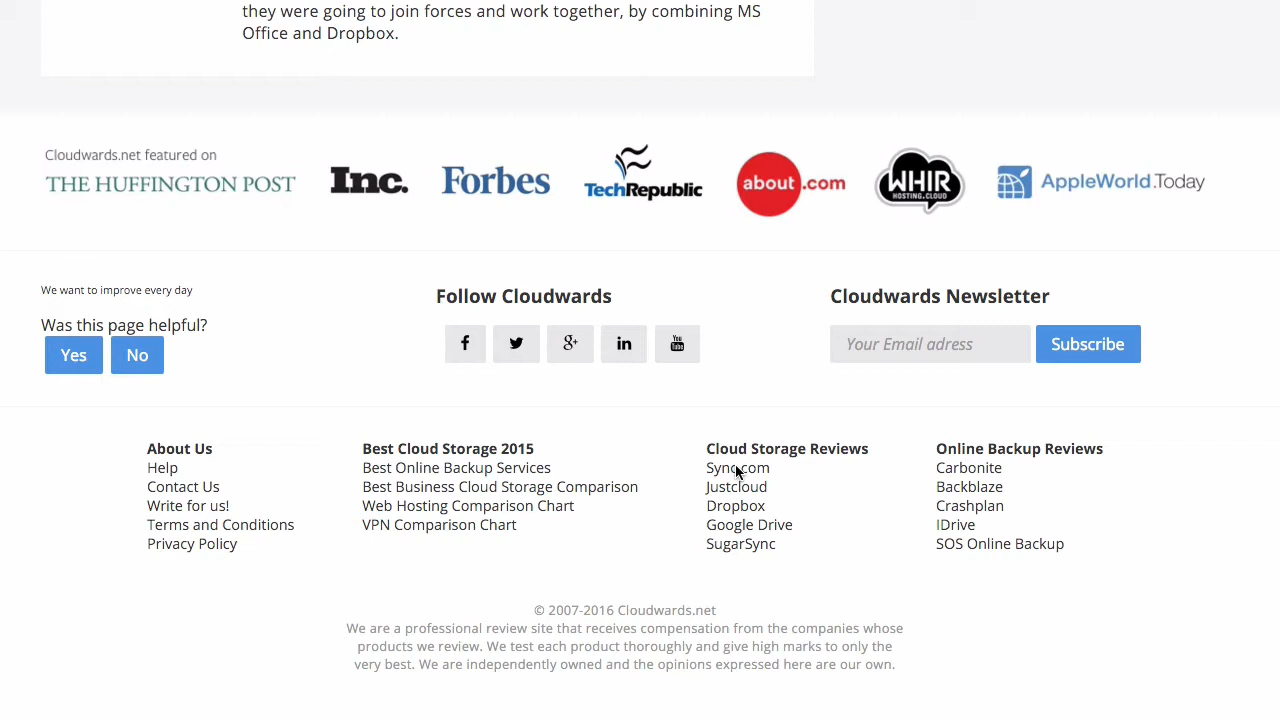 they were going to join forces and work together, by combining MS
Office and Dropbox.
Cloudwards.net featured on
THE HUFFINGTON POST
Inc.
Forbes
TechRepublic
about.com
WHIR
HOSTING.CLOUD
AppleWorld.Today
We want to improve every day
Was this page helpful?
Yes
No
Follow Cloudwards
f
g+
in
You
Tube
Cloudwards Newsletter
Your Email adress
Subscribe
About Us
Help
Contact Us
Write for us!
Terms and Conditions
Privacy Policy
Best Cloud Storage 2015
Best Online Backup Services
Best Business Cloud Storage Comparison
Web Hosting Comparison Chart
VPN Comparison Chart
Cloud Storage Reviews
Sync.com
Justcloud
Dropbox
Google Drive
SugarSync
Online Backup Reviews
Carbonite
Backblaze
Crashplan
IDrive
SOS Online Backup
© 2007-2016 Cloudwards.net
We are a professional review site that receives compensation from the companies whose
products we review. We test each product thoroughly and give high marks to only the
very best. We are independently owned and the opinions expressed here are our own.